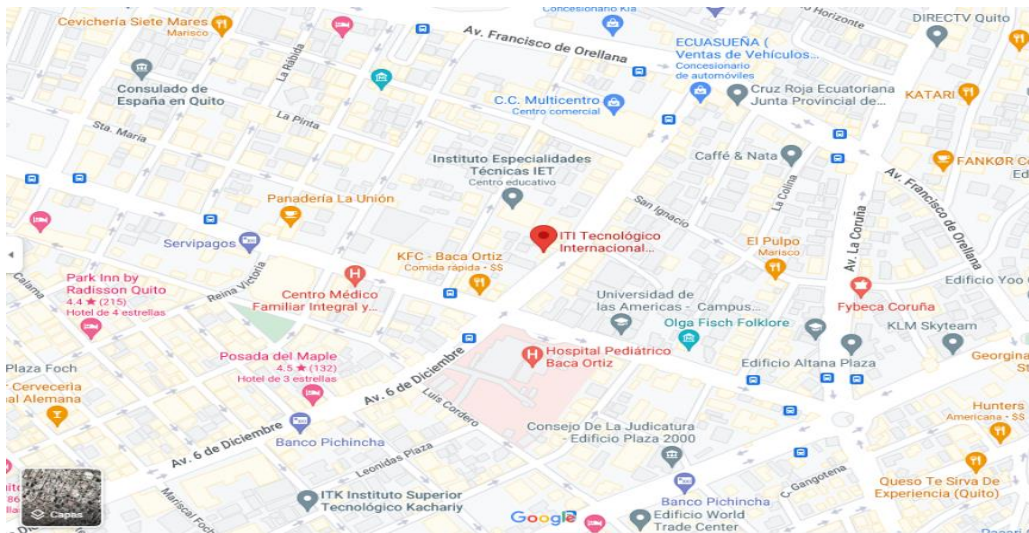 Cevichería Siete Mares
Marisco
Concesionario Kia
Av. Francisco de Orellana
Horizonte
DIRECTV Quito
La Rábida
ECUASUEÑA (
Ventas de Vehículos...
Concesionario
de automóviles
Consulado de
España en Quito
C.C. Multicentro
Centro comercial
Cruz Roja Ecuatoriana
Junta Provincial de...
KATARI
Sta. María
La Pinta
Instituto Especialidades
Técnicas IET
Centro educativo
Caffé & Nata
FANKØR
Av. Francisco de Orellana
Panadería La Unión
San Ignacio
La Colina
Servipagos
ITI Tecnológico
Internacional...
KFC - Baca Ortiz
Comida rápida • $$
El Pulpo
Marisco
Av. La Coruña
Calama
Park Inn by
Radisson Quito
4.4 ★ (215)
Hotel de 4 estrellas
Reina Victoria
Centro Médico
Familiar Integral y...
Universidad de
las Americas - Campus...
Edificio Yoo
Fybeca Coruña
Olga Fisch Folklore
KLM Skyteam
Hospital Pediátrico
Baca Ortiz
Posada del Maple
4.5 ★ (132)
Hotel de 3 estrellas
Edificio Altana Plaza
Georgina
Plaza Foch
Av. 6 de Diciembre
Cervecería
Alemana
Luis Cordero
Hunters
Americana • $$
Av. 6 de Diciembre
Banco Pichincha
Consejo De La Judicatura
- Edificio Plaza 2000
Leonidas Plaza
C. Gangotena
Queso Te Sirva De
Experiencia (Quito)
Banco Pichincha
ITK Instituto Superior
Tecnológico Kachariy
Mariscal Foch
Capas
Google
Edificio World
Trade Center